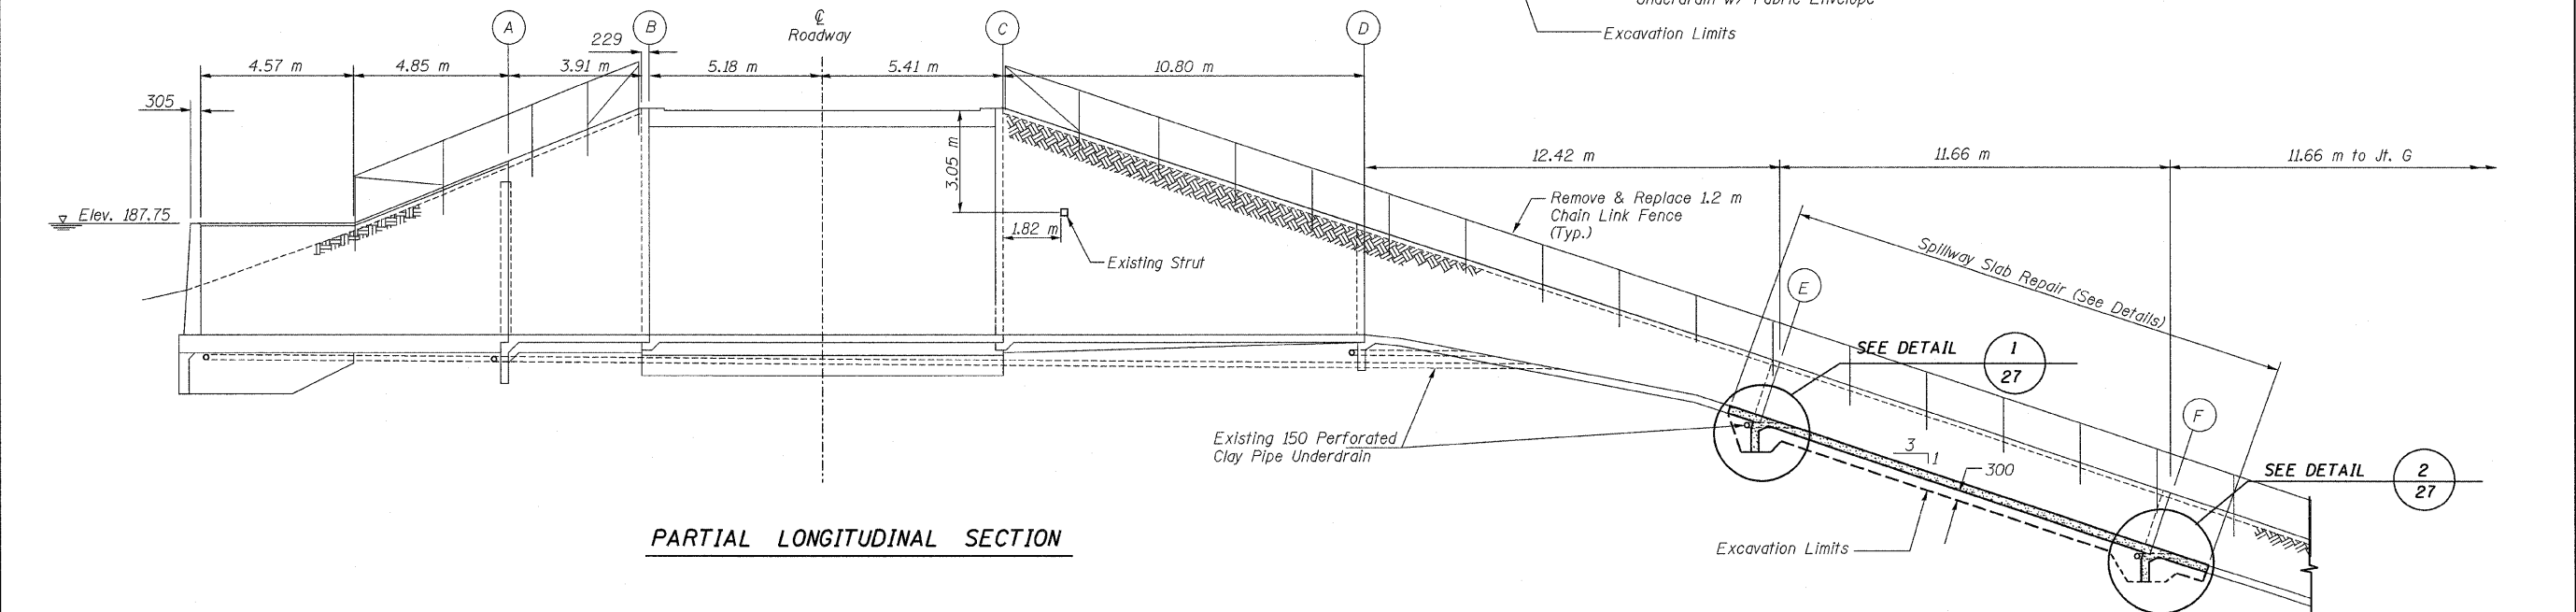 Underdrain w/ Fabric Envelope
Excavation Limits
A
B
℄
Roadway
C
D
229
4.57 m
4.85 m
3.91 m
5.18 m
5.41 m
10.80 m
305
3.05 m
12.42 m
11.66 m
11.66 m to Jt. G
Elev. 187.75
1.82 m
Existing Strut
Remove & Replace 1.2 m
Chain Link Fence
(Typ.)
Spillway Slab Repair (See Details)
E
SEE DETAIL
1
27
F
Existing 150 Perforated
Clay Pipe Underdrain
3
1
300
SEE DETAIL
2
27
Excavation Limits
PARTIAL LONGITUDINAL SECTION